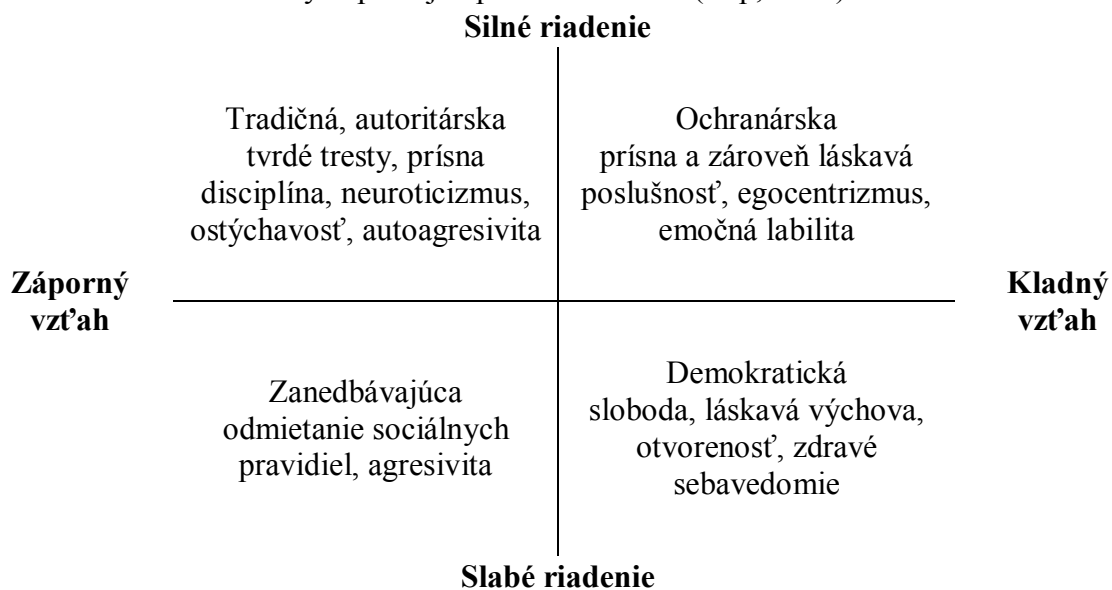 Silné riadenie
Tradičná, autoritárska
tvrdé tresty, prísna
disciplína, neuroticizmus,
ostýchavosť, autoagresivita
Ochranárska
prísna a zároveň láskavá
poslušnosť, egocentrizmus,
emočná labilita
Záporný
vzťah
Kladný
vzťah
Zanedbávajúca
odmietanie sociálnych
pravidiel, agresivita
Demokratická
sloboda, láskavá výchova,
otvorenosť, zdravé
sebavedomie
Slabé riadenie